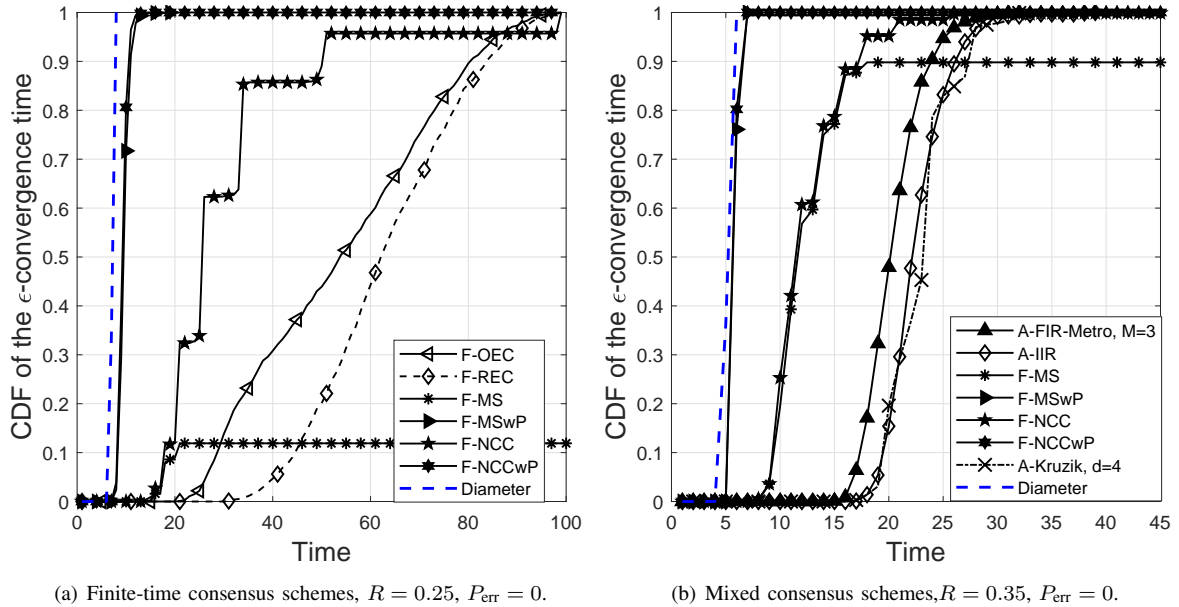 CDF of the ϵ-convergence time
1
0.9
0.8
0.7
0.6
0.5
0.4
0.3
0.2
0.1
0
0 20 40 60 80 100
Time
F-OEC
F-REC
F-MS
F-MSwP
F-NCC
F-NCCwP
Diameter
(a) Finite-time consensus schemes, R = 0.25, Perr = 0.
CDF of the ϵ-convergence time
1
0.9
0.8
0.7
0.6
0.5
0.4
0.3
0.2
0.1
0
0 5 10 15 20 25 30 35 40 45
Time
A-FIR-Metro, M=3
A-IIR
F-MS
F-MSwP
F-NCC
F-NCCwP
A-Kruzik, d=4
Diameter
(b) Mixed consensus schemes,R = 0.35, Perr = 0.